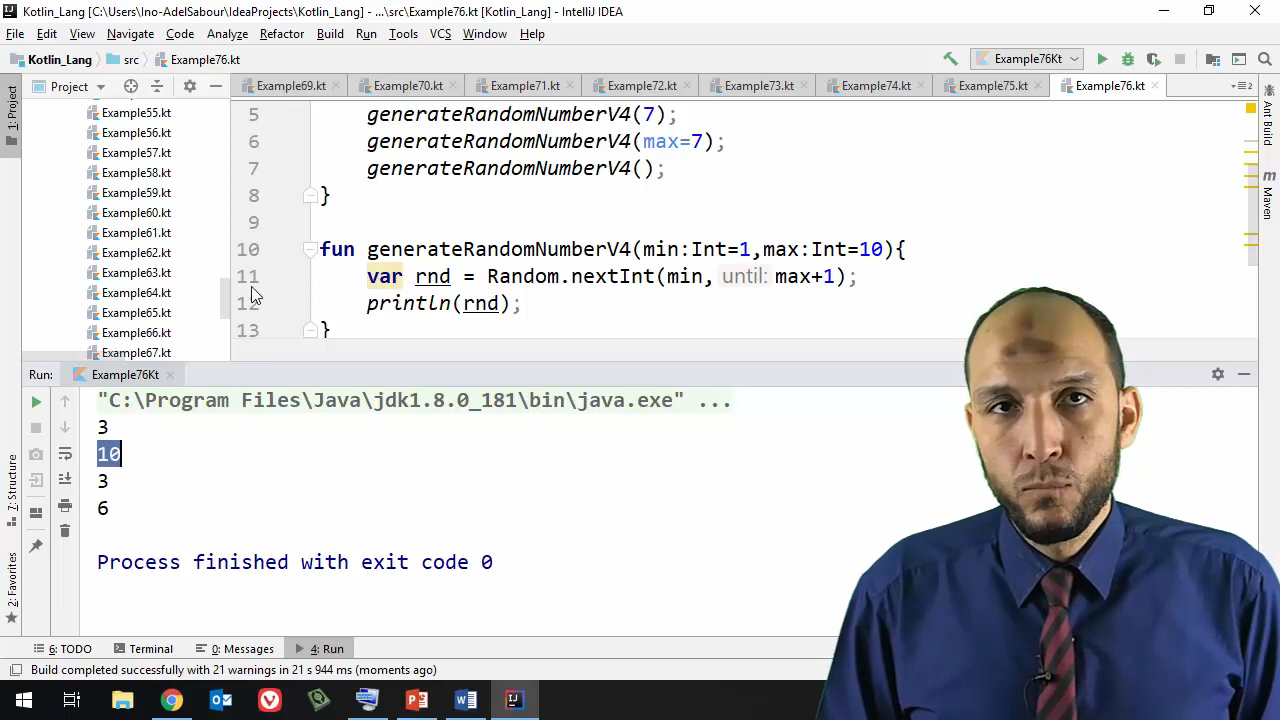 Kotlin_Lang [C:\Users\Ino-AdelSabour\IdeaProjects\Kotlin_Lang] - ...\src\Example76.kt [Kotlin_Lang] - IntelliJ IDEA
File Edit View Navigate Code Analyze Refactor Build Run Tools VCS Window Help
Kotlin_Lang src Example76.kt Example76Kt
1: Project
Project
Example69.kt Example70.kt Example71.kt Example72.kt Example73.kt Example74.kt Example75.kt Example76.kt
Example55.kt
Example56.kt
Example57.kt
Example58.kt
Example59.kt
Example60.kt
Example61.kt
Example62.kt
Example63.kt
Example64.kt
Example65.kt
Example66.kt
Example67.kt
5 generateRandomNumberV4(7);
6 generateRandomNumberV4(max=7);
7 generateRandomNumberV4();
8 }
9
10 fun generateRandomNumberV4(min:Int=1,max:Int=10){
11 var rnd = Random.nextInt(min, until: max+1);
12 println(rnd);
13 }
Ant Build
m Maven
Run: Example76Kt
"C:\Program Files\Java\jdk1.8.0_181\bin\java.exe" ...
3
10
3
6
Process finished with exit code 0
7: Structure
2: Favorites
6: TODO Terminal 0: Messages 4: Run
Build completed successfully with 21 warnings in 21 s 944 ms (moments ago)